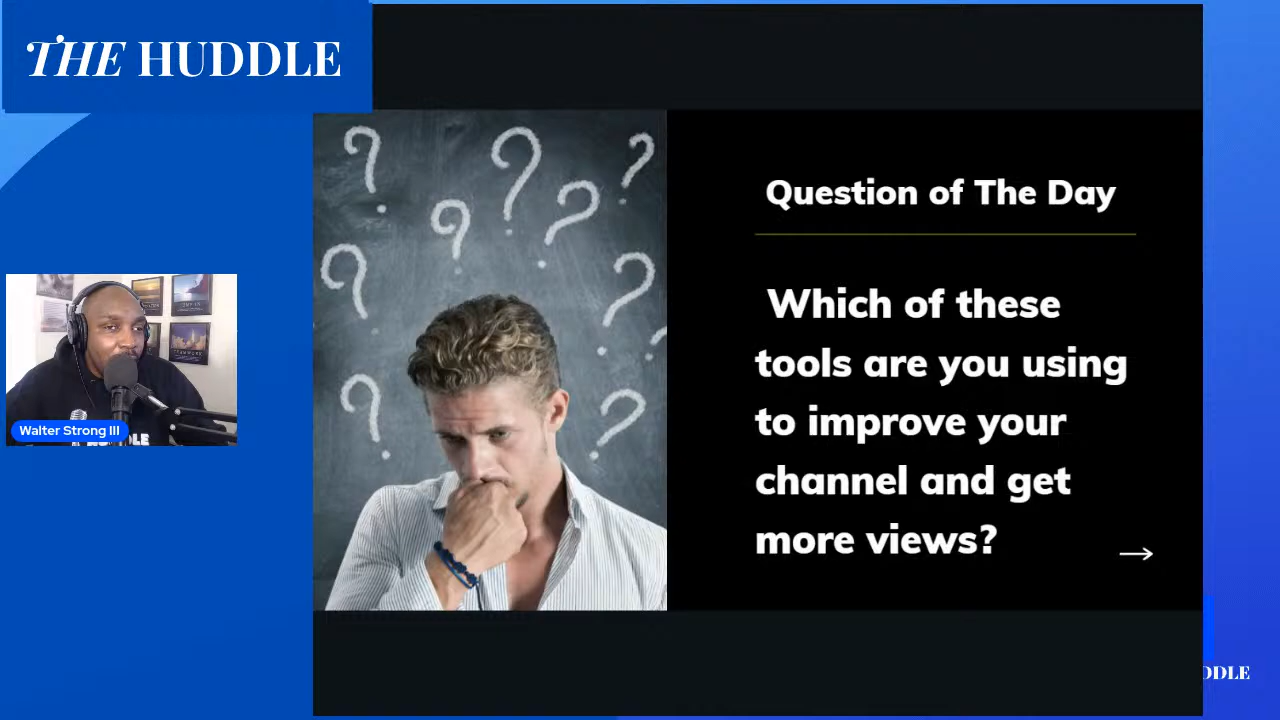 THE HUDDLE
Question of The Day
Which of these
tools are you using
to improve your
channel and get
more views?
Walter Strong III
DDLE